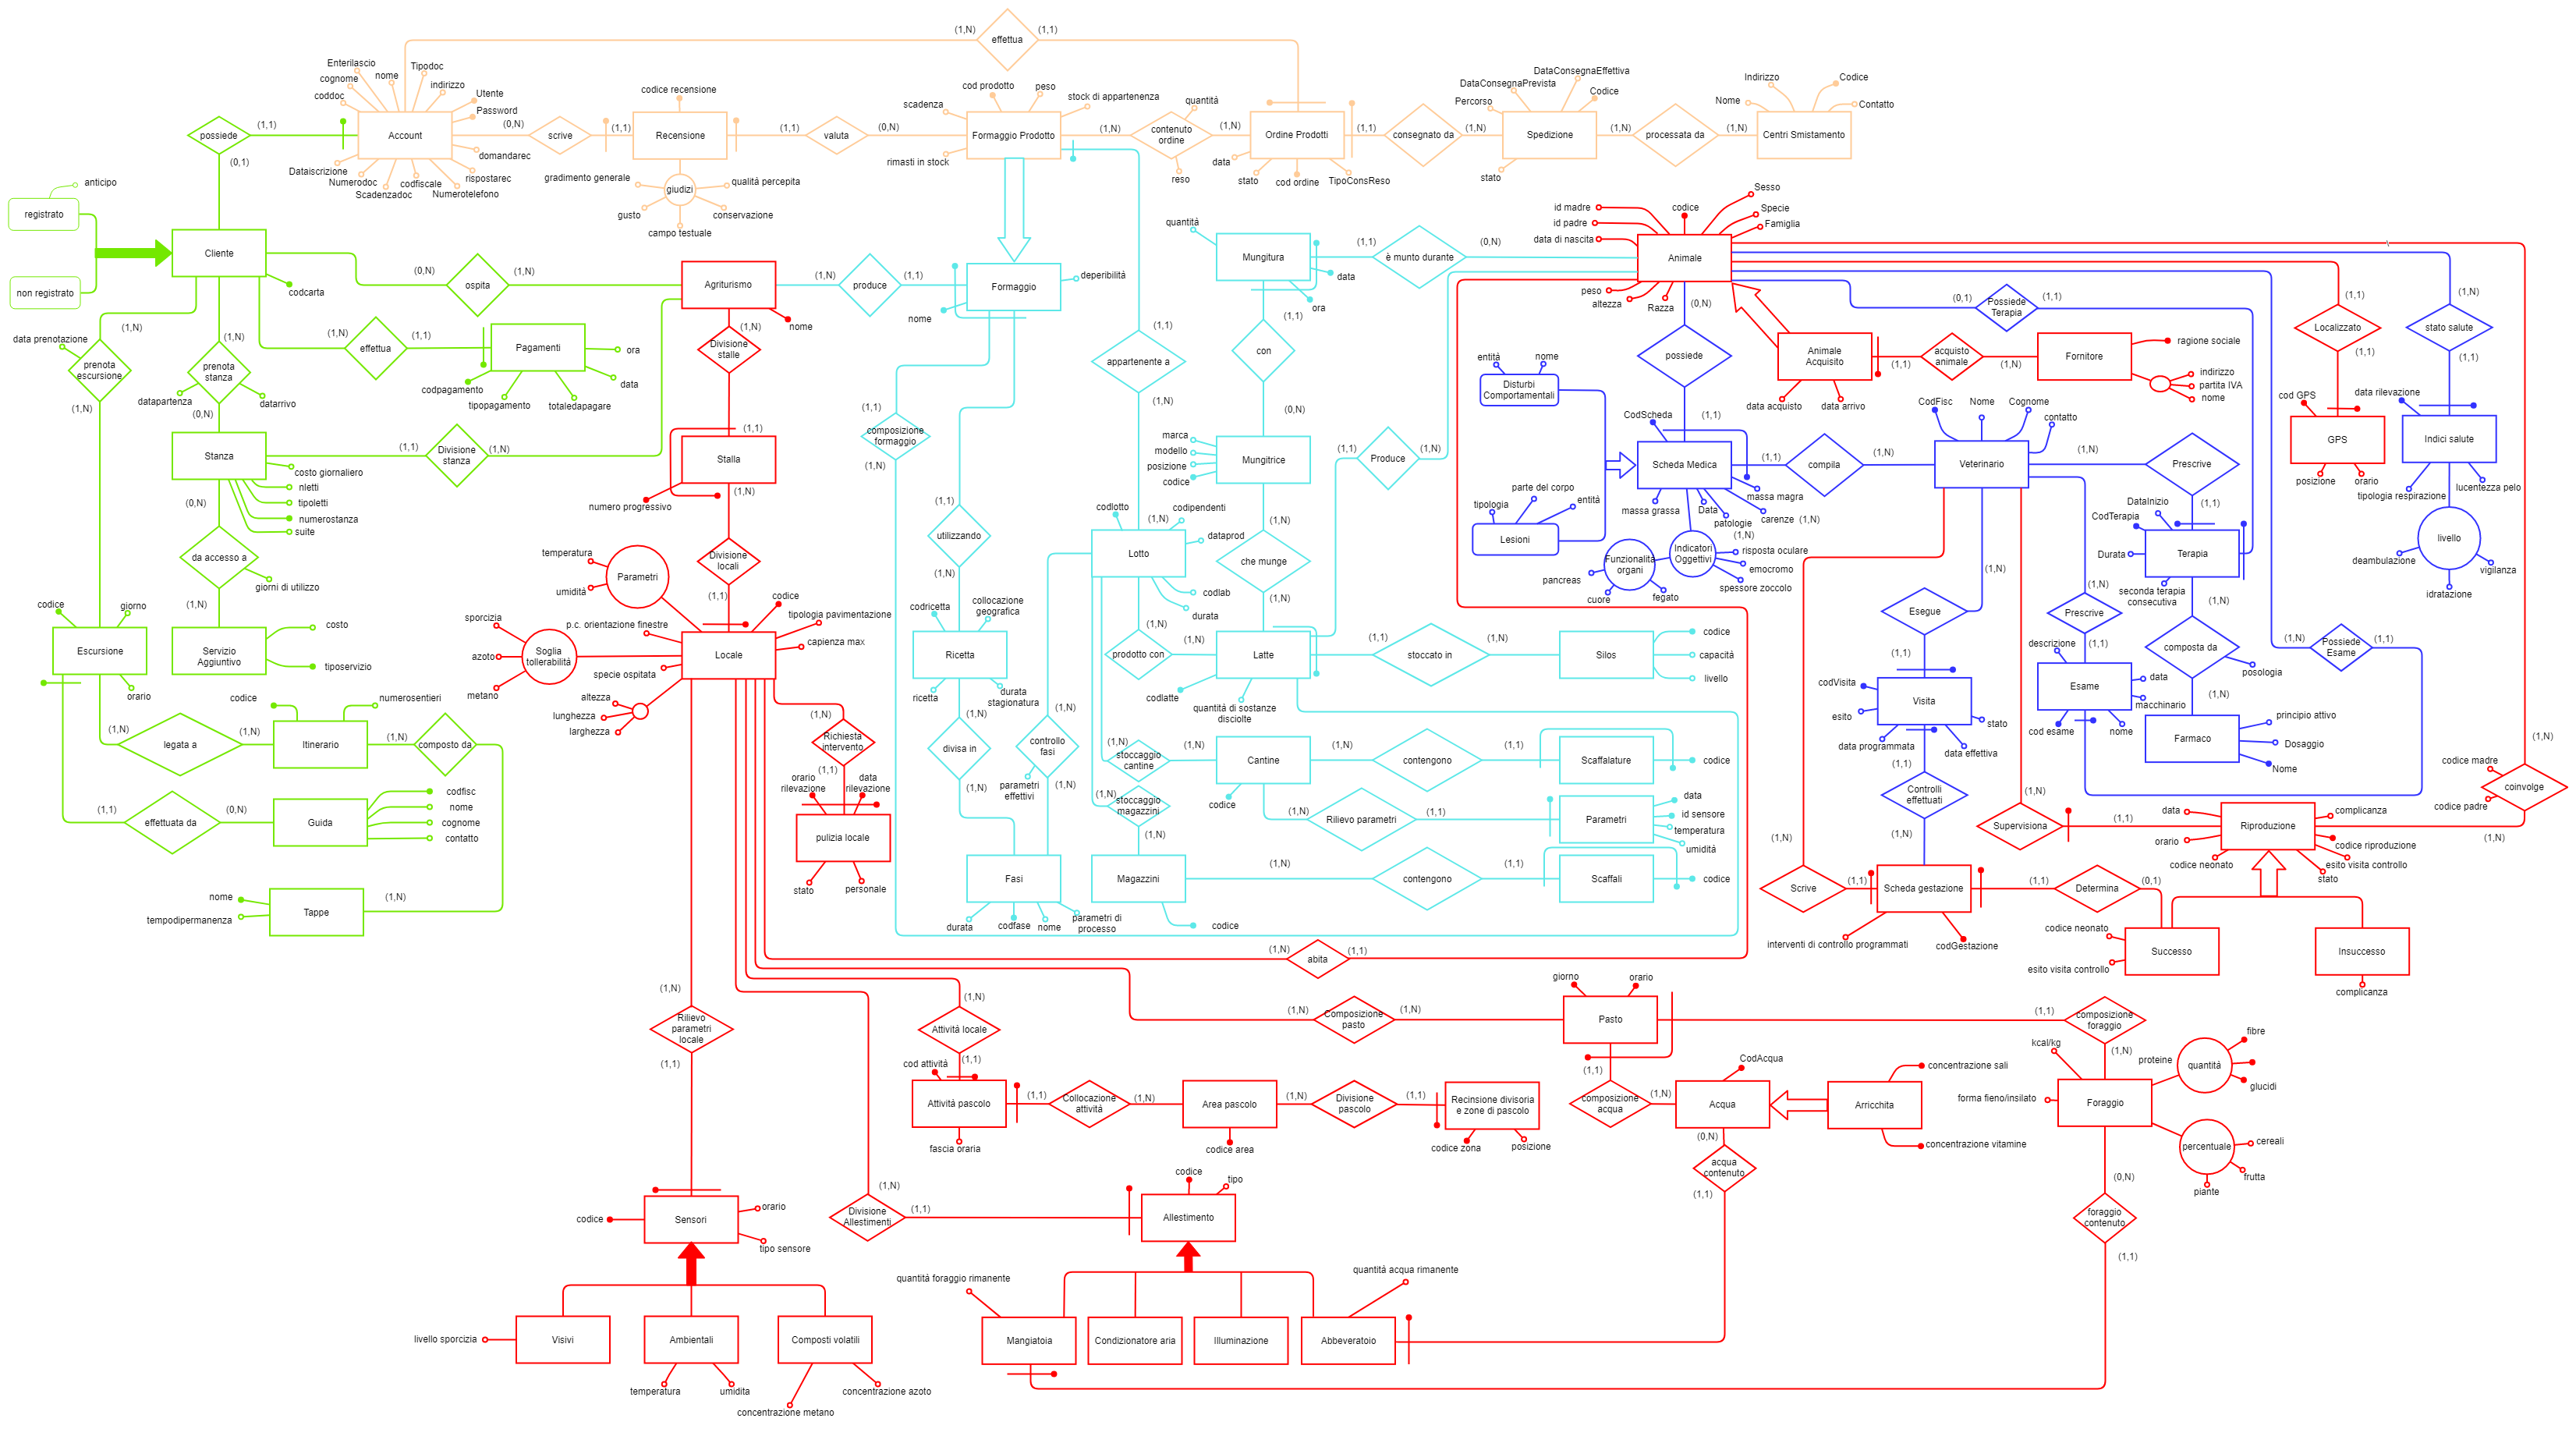 (1,N)
effettua
(1,1)
Enterilascio
cognome
nome
Tipodoc
indirizzo
coddoc
Utente
Password
possiede
(1,1)
Account
(0,N)
scrive
(1,1)
codice recensione
Recensione
(1,1)
valuta
(0,N)
scadenza
cod prodotto
peso
stock di appartenenza
Formaggio Prodotto
rimasti in stock
(1,N)
quantità
contenuto
ordine
reso
(1,N)
Ordine Prodotti
data
stato
cod ordine
TipoConsReso
(1,1)
consegnato da
(1,N)
Percorso
DataConsegnaPrevista
DataConsegnaEffettiva
Codice
Spedizione
stato
(1,N)
processata da
(1,N)
Indirizzo
Nome
Codice
Contatto
Centri Smistamento
(0,1)
Dataiscrizione
Numerodoc
Scadenzadoc
codfiscale
Numerotelefono
rispostarec
domandarec
gradimento generale
giudizi
qualità percepita
gusto
conservazione
campo testuale
anticipo
registrato
non registrato
Cliente
codcarta
(0,N)
ospita
(1,N)
Agriturismo
nome
(1,N)
produce
(1,1)
Formaggio
deperibilità
nome
quantità
Mungitura
data
ora
(1,1)
è munto durante
(0,N)
id madre
id padre
data di nascita
codice
Sesso
Specie
Famiglia
Animale
peso
altezza
Razza
(1,N)
data prenotazione
prenota
escursione
(1,N)
(1,N)
prenota
stanza
datapartenza
datarrivo
(0,N)
(1,N)
effettua
(1,1)
Pagamenti
ora
data
codpagamento
tipopagamento
totaledapagare
(1,N)
Divisione
stalle
(1,1)
Stalla
numero progressivo
(1,N)
Stanza
(1,1)
Divisione
stanza
(1,N)
costo giornaliero
nletti
tipoletti
numerostanza
suite
(0,N)
da accesso a
giorni di utilizzo
(1,N)
Servizio
Aggiuntivo
costo
tiposervizio
codice
giorno
Escursione
orario
(1,N)
legata a
(1,N)
codice
numerosentieri
Itinerario
(1,N)
composto da
(1,1)
effettuata da
(0,N)
Guida
codfisc
nome
cognome
contatto
nome
tempodipermanenza
Tappe
(1,N)
Divisione
locali
(1,1)
temperatura
umidità
Parametri
codice
tipologia pavimentazione
capienza max
p.c. orientazione finestre
sporcizia
azoto
metano
Soglia
tollerabilità
Locale
specie ospitata
altezza
lunghezza
larghezza
(1,N)
Richiesta
intervento
(1,1)
orario
rilevazione
data
rilevazione
pulizia locale
stato
personale
(1,1)
composizione
formaggio
(1,N)
(1,1)
utilizzando
(1,N)
codricetta
collocazione
geografica
Ricetta
ricetta
durata
stagionatura
(1,N)
divisa in
(1,N)
Fasi
durata
codfase
nome
parametri di
processo
(1,N)
controllo
fasi
parametri
effettivi
(1,N)
(1,1)
appartenente a
(1,N)
codlotto
(1,N)
codipendenti
dataprod
Lotto
codlab
durata
(1,N)
prodotto con
(1,N)
(1,N)
stoccaggio
cantine
(1,N)
(1,N)
stoccaggio
magazzini
(1,N)
Magazzini
codice
(1,1)
con
(0,N)
marca
modello
posizione
codice
Mungitrice
(1,N)
che munge
(1,N)
Latte
codlatte
quantità di sostanze
disciolte
(1,1)
Produce
(1,N)
(1,1)
stoccato in
(1,N)
Silos
codice
capacità
livello
Cantine
codice
(1,N)
contengono
(1,1)
Scaffalature
codice
(1,N)
Rilievo parametri
(1,1)
Parametri
data
id sensore
temperatura
umidità
(1,N)
contengono
(1,1)
Scaffali
codice
(0,N)
possiede
(1,1)
entità
nome
Disturbi
Comportamentali
CodScheda
Scheda Medica
massa magra
carenze
(1,N)
massa grassa
Data
patologie
(1,N)
tipologia
parte del corpo
entità
Lesioni
Funzionalità
organi
pancreas
cuore
fegato
Indicatori
Oggettivi
risposta oculare
emocromo
spessore zoccolo
(0,1)
Possiede
Terapia
(1,1)
Animale
Acquisito
data acquisto
data arrivo
(1,1)
acquisto
animale
(1,N)
Fornitore
ragione sociale
indirizzo
partita IVA
nome
(1,1)
compila
(1,N)
CodFisc
Nome
Cognome
contatto
Veterinario
(1,N)
Prescrive
(1,1)
CodTerapia
DataInizio
Durata
Terapia
seconda terapia
consecutiva
(1,N)
composta da
posologia
(1,N)
Farmaco
principio attivo
Dosaggio
Nome
(1,1)
Localizzato
(1,1)
cod GPS
GPS
posizione
orario
(1,N)
stato salute
(1,1)
data rilevazione
Indici salute
tipologia respirazione
lucentezza pelo
livello
deambulazione
vigilanza
idratazione
(1,N)
Esegue
(1,1)
codVisita
esito
Visita
stato
data programmata
data effettiva
(1,1)
Controlli
effettuati
(1,N)
(1,N)
Prescrive
(1,1)
descrizione
Esame
data
macchinario
cod esame
nome
(1,N)
Possiede
Esame
(1,1)
(1,N)
codice madre
coinvolge
codice padre
(1,N)
(1,N)
Supervisiona
(1,1)
data
orario
codice neonato
Riproduzione
complicanza
codice riproduzione
esito visita controllo
stato
(1,N)
Scrive
(1,1)
Scheda gestazione
interventi di controllo programmati
codGestazione
(1,1)
Determina
(0,1)
codice neonato
esito visita controllo
Successo
Insuccesso
complicanza
(1,N)
abita
(1,1)
(1,N)
Rilievo
parametri
locale
(1,1)
codice
Sensori
orario
tipo sensore
Visivi
livello sporcizia
Ambientali
temperatura
umidita
Composti volatili
concentrazione metano
concentrazione azoto
(1,N)
Attività locale
(1,1)
cod attività
Attività pascolo
fascia oraria
(1,1)
Collocazione
attività
(1,N)
Area pascolo
codice area
(1,N)
Divisione
pascolo
(1,1)
Recinsione divisoria
e zone di pascolo
codice zona
posizione
(1,N)
Composizione
pasto
(1,N)
giorno
orario
Pasto
(1,1)
composizione
acqua
(1,N)
CodAcqua
Acqua
(0,N)
acqua
contenuto
(1,1)
Arricchita
concentrazione sali
concentrazione vitamine
(1,1)
composizione
foraggio
(1,N)
kcal/kg
forma fieno/insilato
Foraggio
proteine
quantità
fibre
glucidi
percentuale
cereali
frutta
piante
(0,N)
foraggio
contenuto
(1,1)
(1,N)
Divisione
Allestimenti
(1,1)
codice
tipo
Allestimento
quantità foraggio rimanente
quantità acqua rimanente
Mangiatoia
Condizionatore aria
Illuminazione
Abbeveratoio